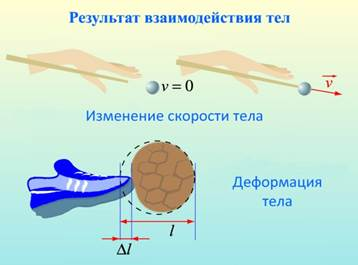 Результат взаимодействия тел
v = 0
v
Изменение скорости тела
Деформация
тела
l
Δl